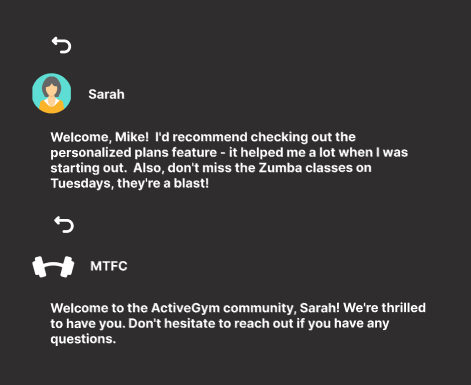 Sarah
Welcome, Mike!  I'd recommend checking out the
personalized plans feature - it helped me a lot when I was
starting out.  Also, don't miss the Zumba classes on
Tuesdays, they're a blast!
MTFC
Welcome to the ActiveGym community, Sarah! We're thrilled
to have you. Don't hesitate to reach out if you have any
questions.